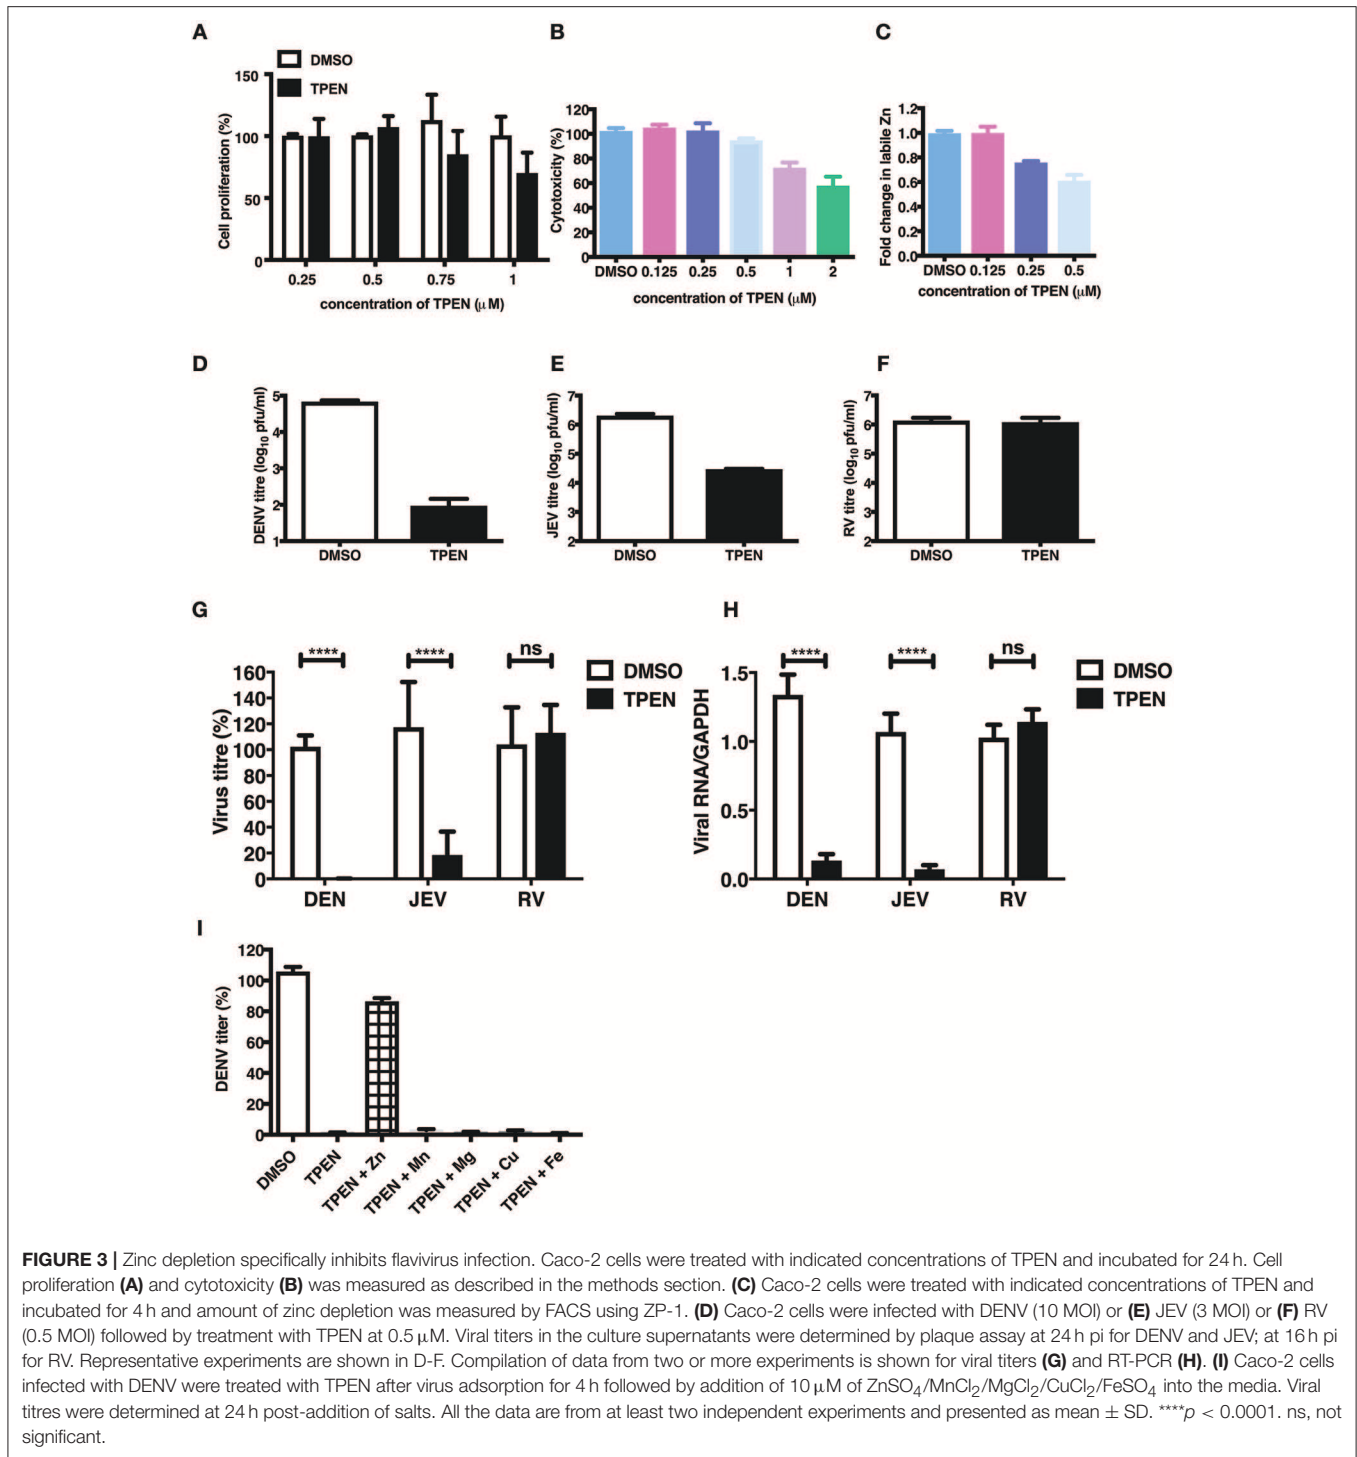 A
DMSO
TPEN
Cell proliferation (%)
150
100
50
0
0.25 0.5 0.75 1
concentration of TPEN (μM)
B
Cytotoxicity (%)
120
100
80
60
40
20
0
DMSO 0.125 0.25 0.5 1 2
concentration of TPEN (μM)
C
Fold change in labile Zn
1.2
1.0
0.8
0.6
0.4
0.2
0.0
DMSO 0.125 0.25 0.5
concentration of TPEN (μM)
D
DENV titre (log10 pfu/ml)
5
4
3
2
1
DMSO TPEN
E
JEV titre (log10 pfu/ml)
7
6
5
4
3
2
DMSO TPEN
F
RV titre (log10 pfu/ml)
7
6
5
4
3
2
DMSO TPEN
G
Virus titre (%)
160
140
120
100
80
60
40
20
0
**** **** ns
DMSO
TPEN
DEN JEV RV
H
Viral RNA/GAPDH
1.5
1.0
0.5
0.0
**** **** ns
DMSO
TPEN
DEN JEV RV
I
DENV titer (%)
120
100
80
60
40
20
0
DMSO
TPEN
TPEN + Zn
TPEN + Mn
TPEN + Mg
TPEN + Cu
TPEN + Fe
FIGURE 3 | Zinc depletion specifically inhibits flavivirus infection. Caco-2 cells were treated with indicated concentrations of TPEN and incubated for 24 h. Cell
proliferation (A) and cytotoxicity (B) was measured as described in the methods section. (C) Caco-2 cells were treated with indicated concentrations of TPEN and
incubated for 4 h and amount of zinc depletion was measured by FACS using ZP-1. (D) Caco-2 cells were infected with DENV (10 MOI) or (E) JEV (3 MOI) or (F) RV
(0.5 MOI) followed by treatment with TPEN at 0.5 μM. Viral titers in the culture supernatants were determined by plaque assay at 24 h pi for DENV and JEV; at 16 h pi
for RV. Representative experiments are shown in D-F. Compilation of data from two or more experiments is shown for viral titers (G) and RT-PCR (H). (I) Caco-2 cells
infected with DENV were treated with TPEN after virus adsorption for 4 h followed by addition of 10 μM of ZnSO4/MnCl2/MgCl2/CuCl2/FeSO4 into the media. Viral
titres were determined at 24 h post-addition of salts. All the data are from at least two independent experiments and presented as mean ± SD. ****p < 0.0001. ns, not
significant.